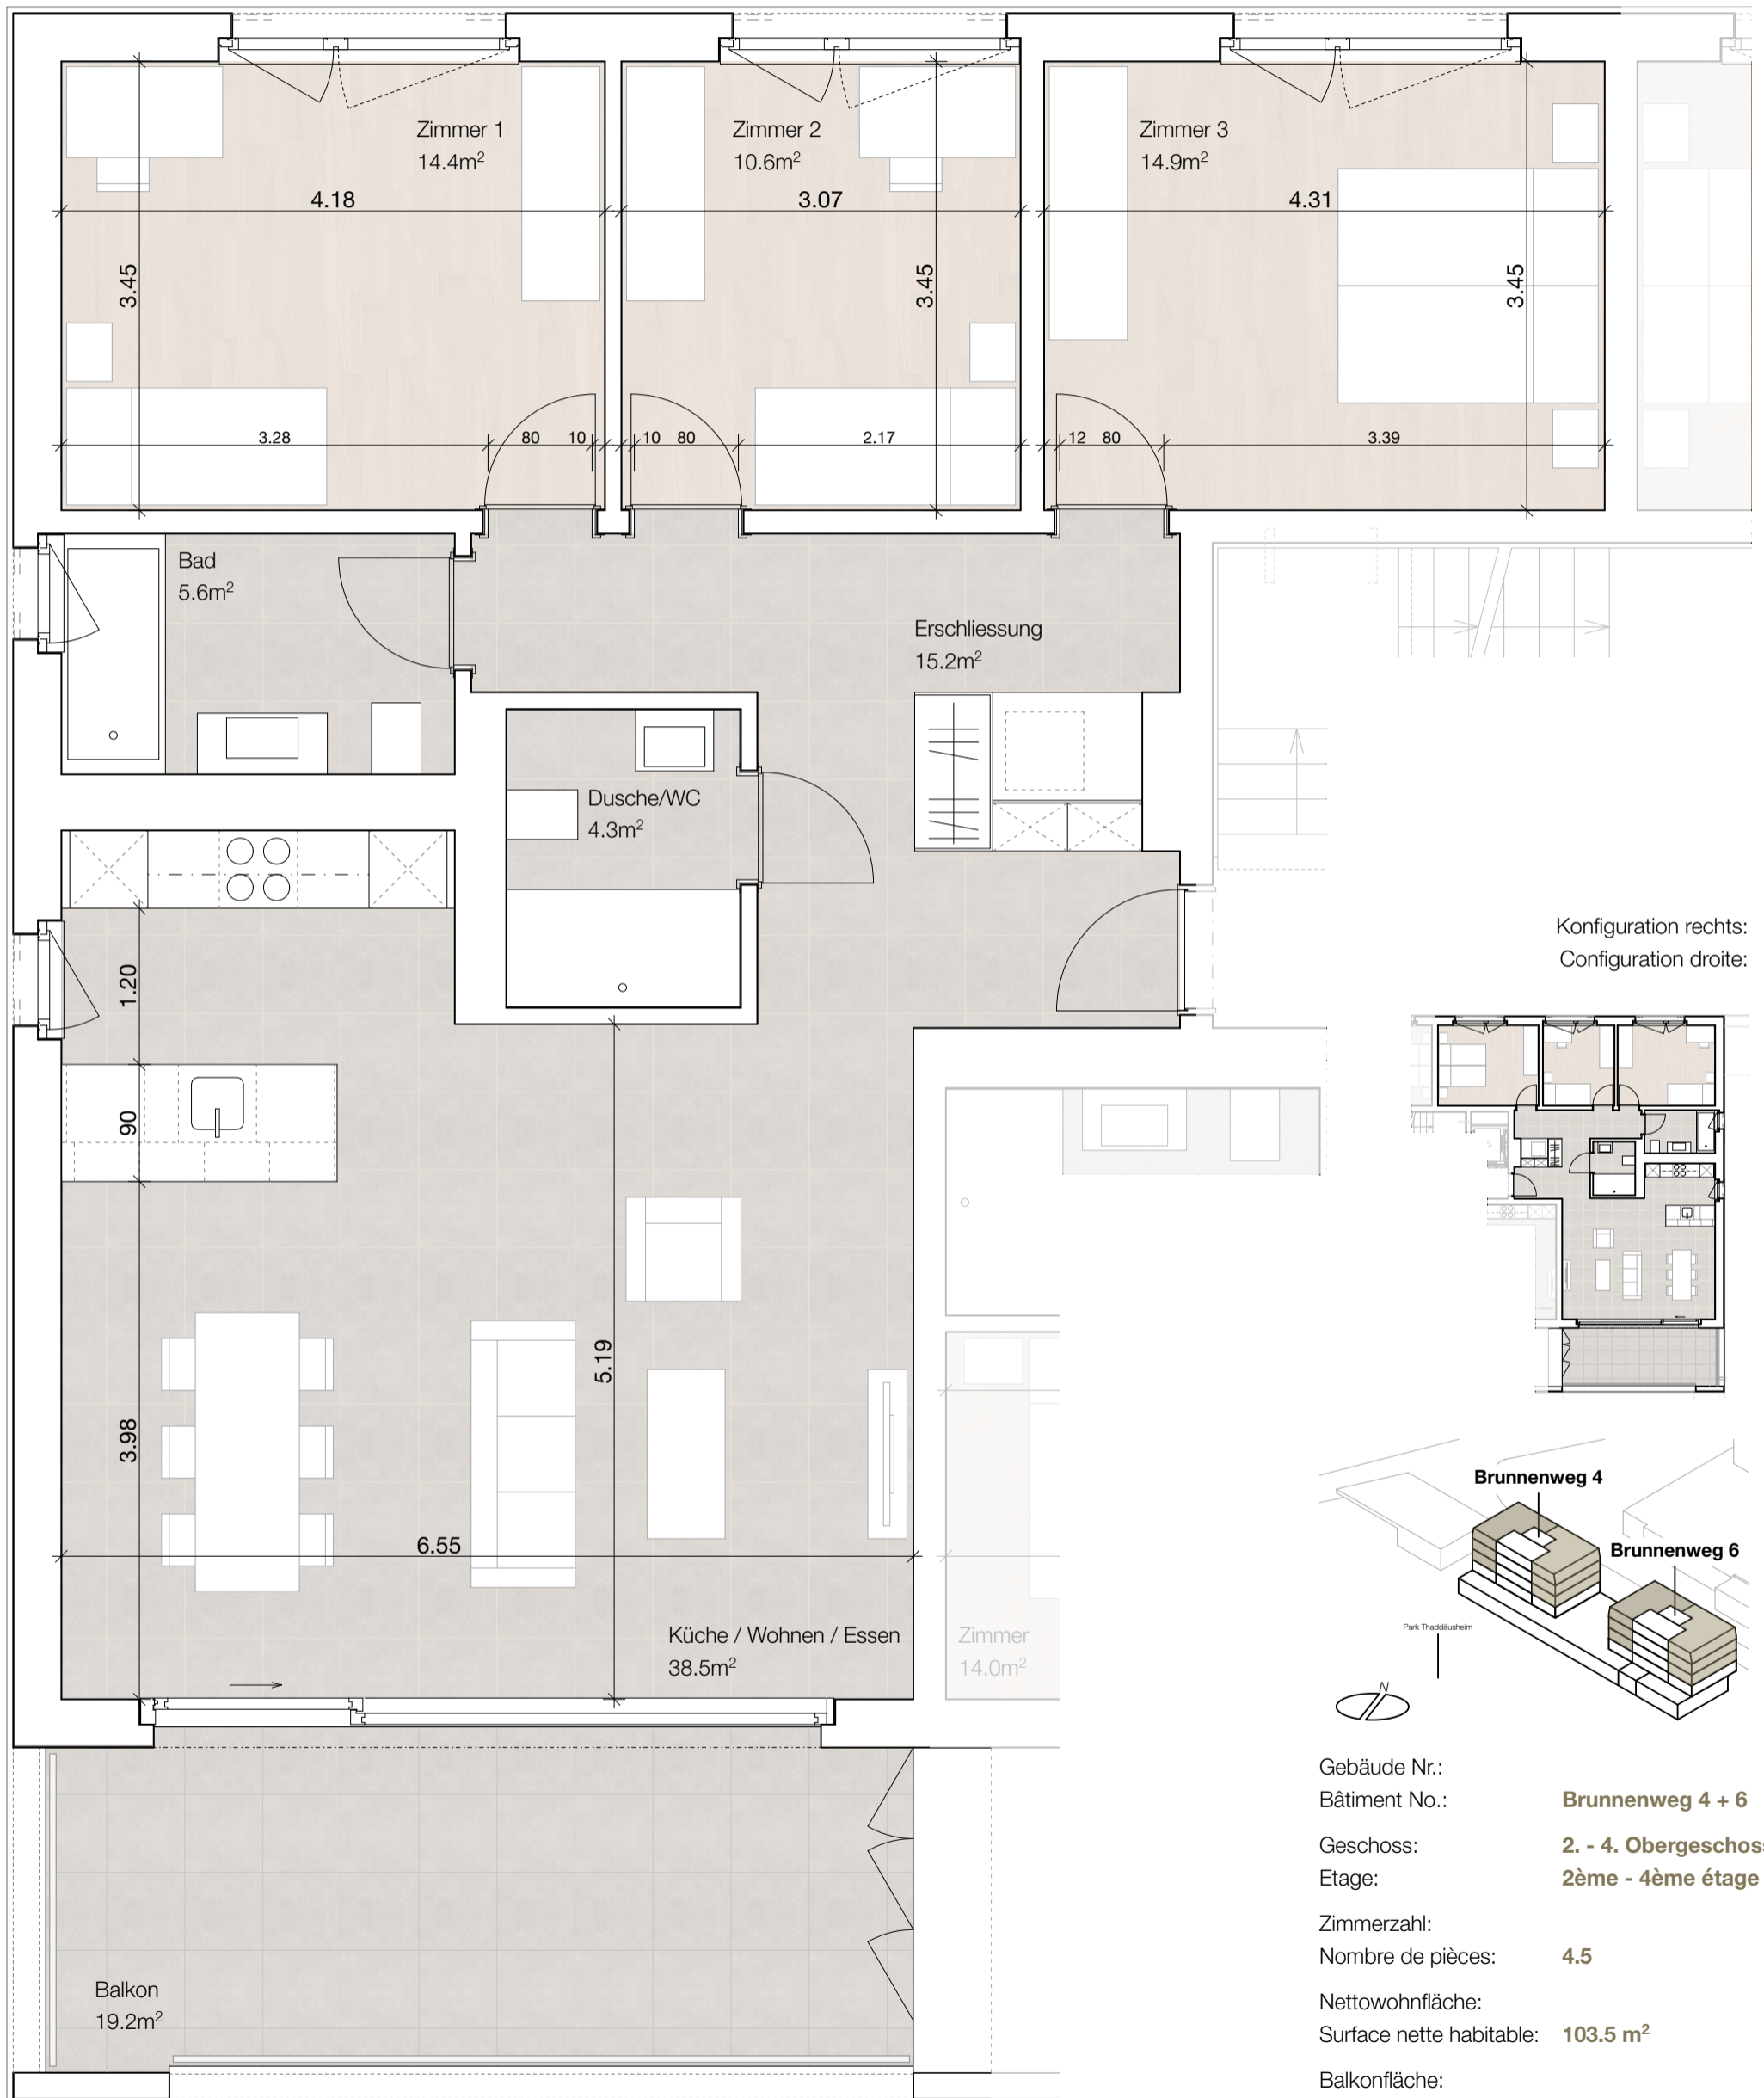 Zimmer 1
14.4m²
4.18
3.45
3.28
80
10
Zimmer 2
10.6m²
3.07
3.45
10
80
2.17
Zimmer 3
14.9m²
4.31
3.45
12
80
3.39
Bad
5.6m²
Erschliessung
15.2m²
Dusche/WC
4.3m²
1.20
90
3.98
5.19
6.55
Küche / Wohnen / Essen
38.5m²
Zimmer
14.0m²
Balkon
19.2m²
Konfiguration rechts:
Configuration droite:
Brunnenweg 4
Brunnenweg 6
Park Thaddäusheim
N
Gebäude Nr.:
Bâtiment No.: Brunnenweg 4 + 6
Geschoss: 2. - 4. Obergeschoss
Etage: 2ème - 4ème étage
Zimmerzahl:
Nombre de pièces: 4.5
Nettowohnfläche:
Surface nette habitable: 103.5 m²
Balkonfläche: